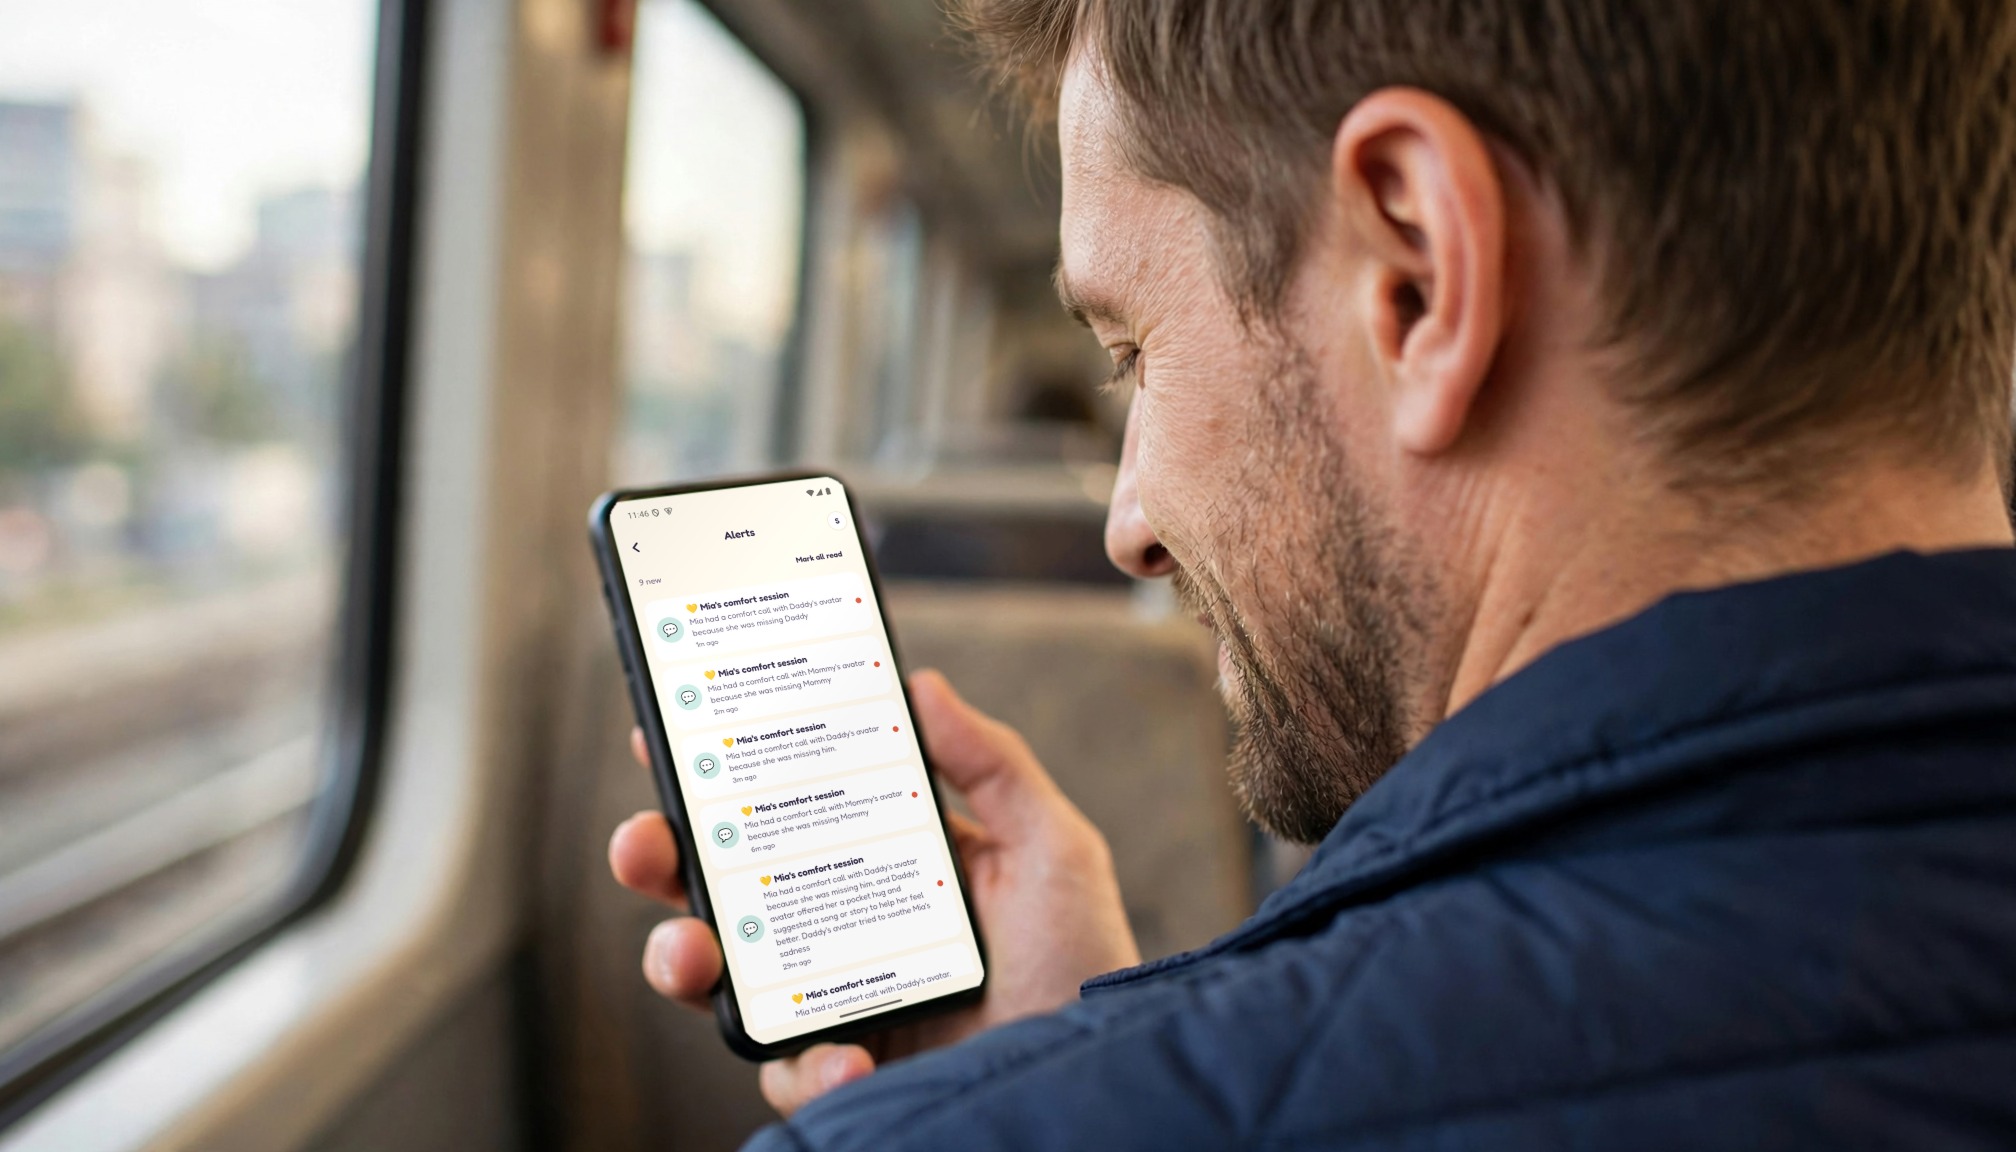 11:46
Alerts
S
Mark all read
9 new
💛 Mia's comfort session
Mia had a comfort call with Daddy's avatar
because she was missing Daddy
1m ago
💛 Mia's comfort session
Mia had a comfort call with Mommy's avatar
because she was missing Mommy
2m ago
💛 Mia's comfort session
Mia had a comfort call with Daddy's avatar
because she was missing him.
3m ago
💛 Mia's comfort session
Mia had a comfort call with Mommy's avatar
because she was missing Mommy
6m ago
💛 Mia's comfort session
Mia had a comfort call with Daddy's avatar
because she was missing him, and Daddy's
avatar offered her a pocket hug and
suggested a song or story to help her feel
better. Daddy's avatar tried to soothe Mia's
sadness
29m ago
💛 Mia's comfort session
Mia had a comfort call with Daddy's avatar,